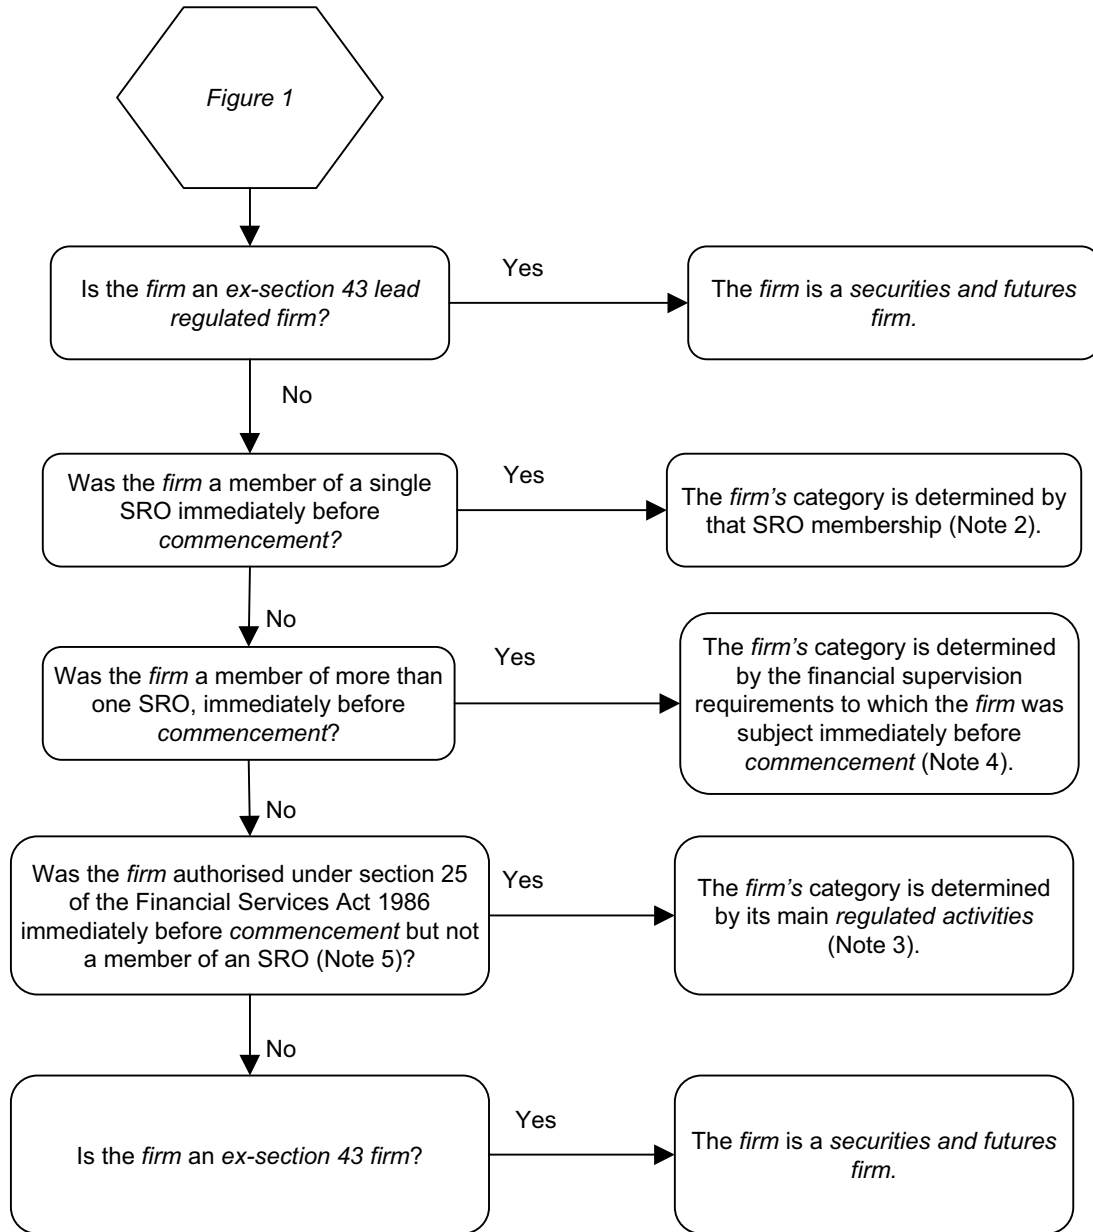 Figure 1
Is the firm an ex-section 43 lead
regulated firm?
Yes
The firm is a securities and futures
firm.
No
Was the firm a member of a single
SRO immediately before
commencement?
Yes
The firm's category is determined by
that SRO membership (Note 2).
No
Was the firm a member of more than
one SRO, immediately before
commencement?
Yes
The firm's category is determined
by the financial supervision
requirements to which the firm was
subject immediately before
commencement (Note 4).
No
Was the firm authorised under section 25
of the Financial Services Act 1986
immediately before commencement but not
a member of an SRO (Note 5)?
Yes
The firm's category is determined
by its main regulated activities
(Note 3).
No
Is the firm an ex-section 43 firm?
Yes
The firm is a securities and futures
firm.